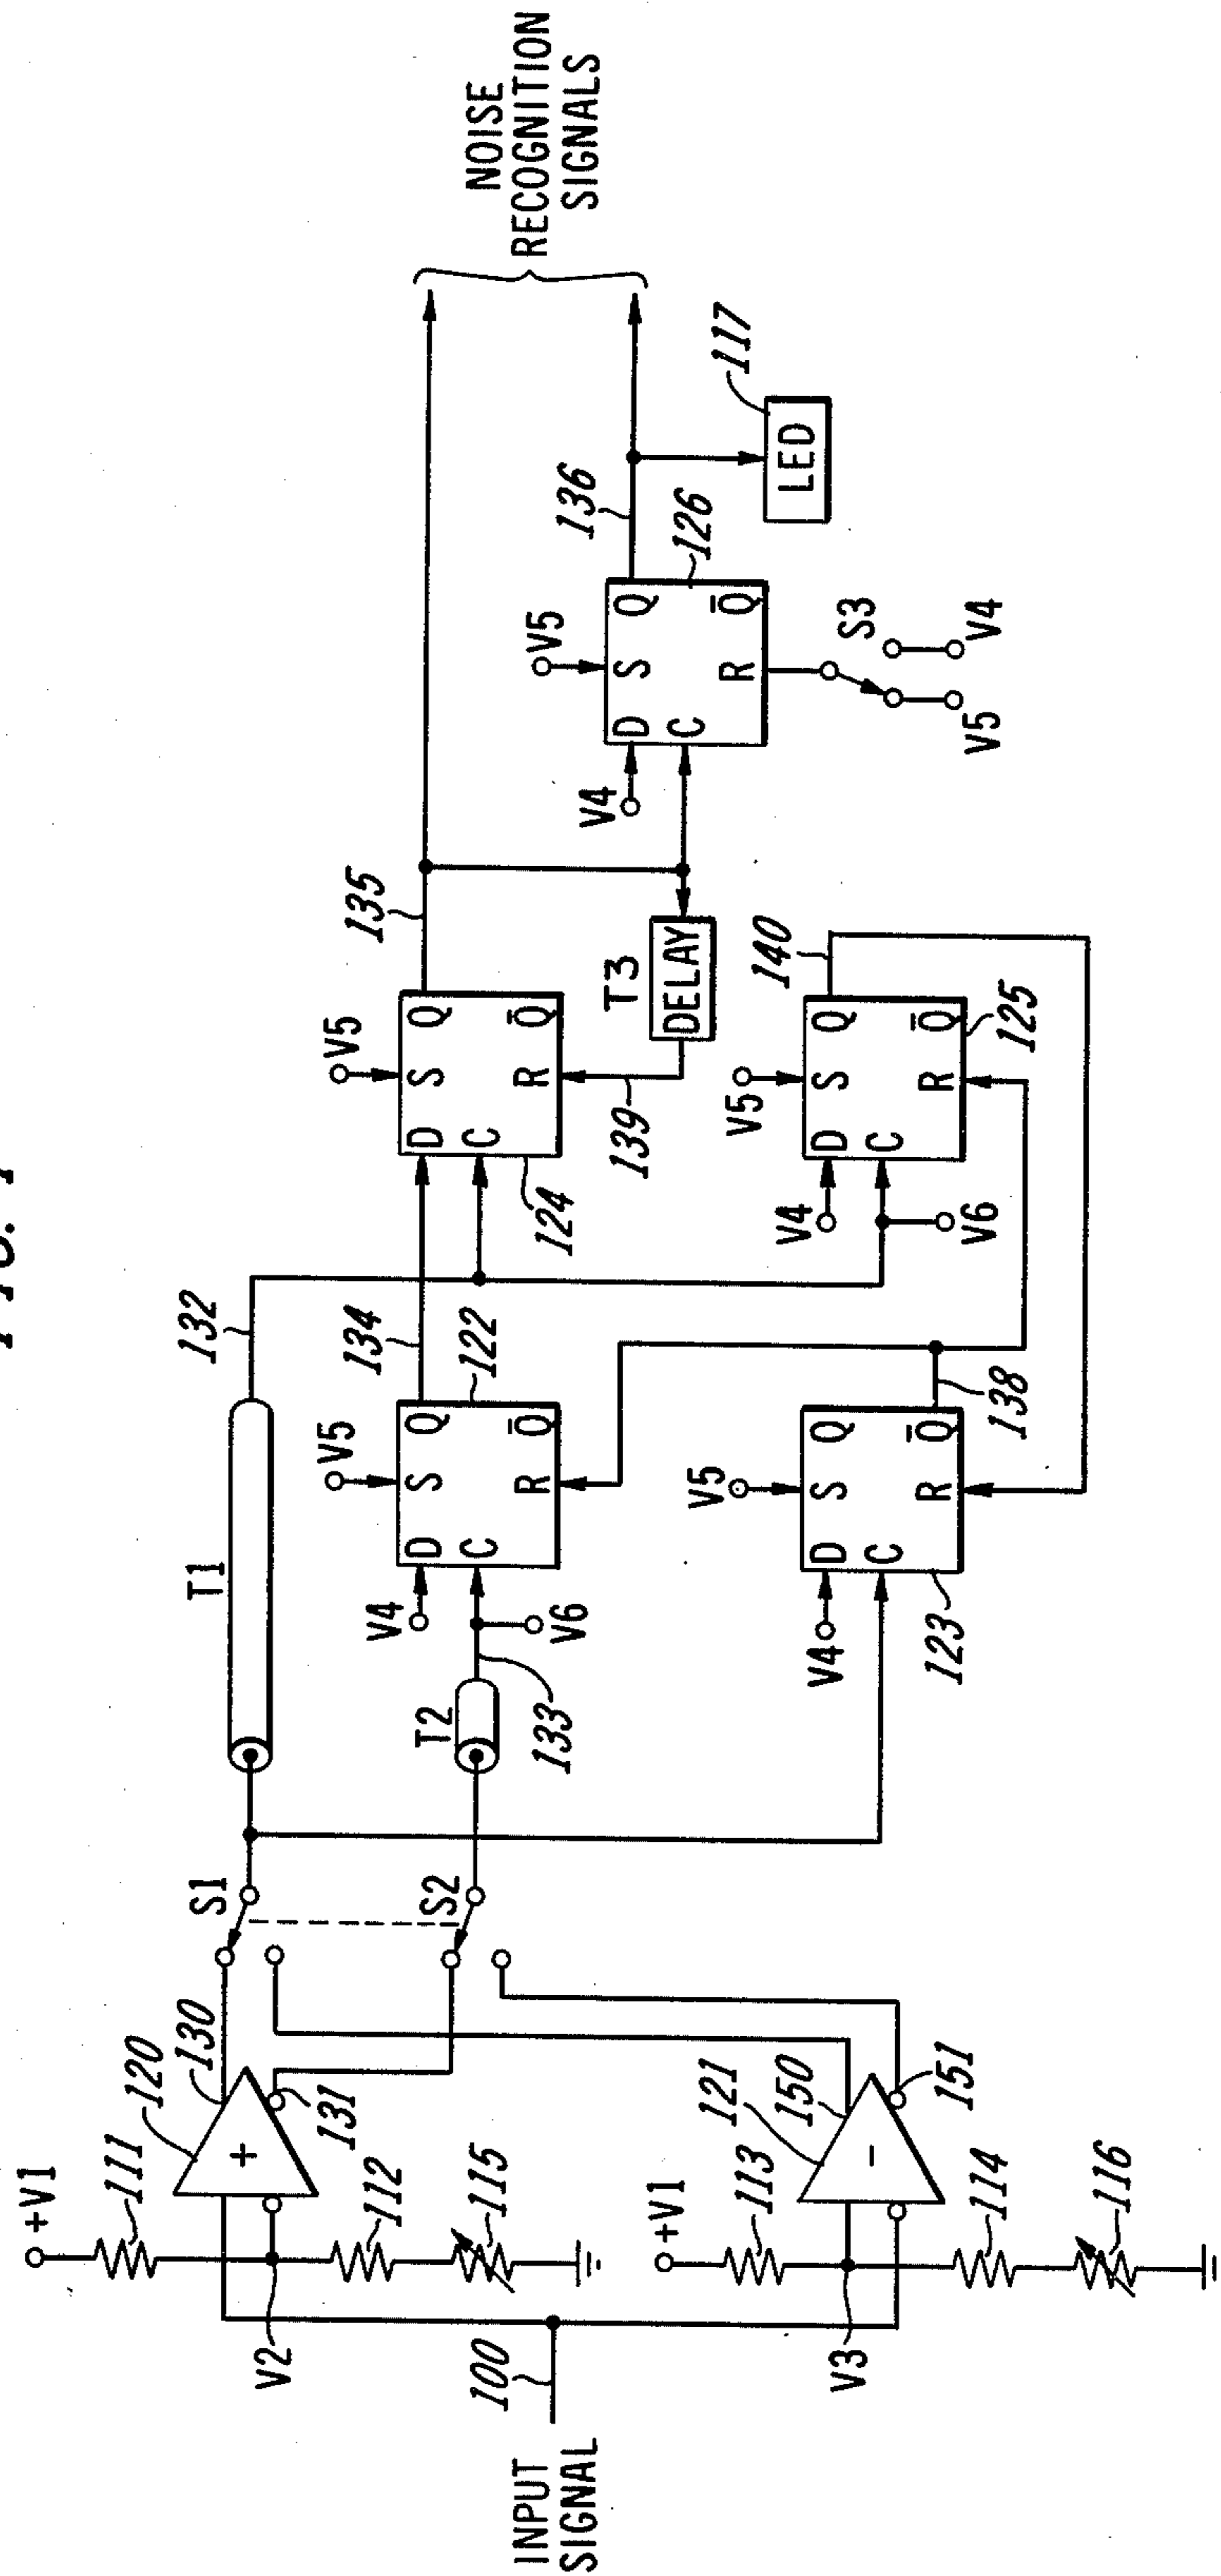 +V1
111
120
130
S1
T1
132
V2
112
115
131
S2
T2
133
V4
V6
V5
D
S
Q
C
R
Q̅
122
134
V5
D
S
Q
C
R
Q̅
124
135
139
T3
DELAY
V4
V5
D
S
Q
C
R
Q̅
126
136
S3
V5
V4
LED
117
NOISE
RECOGNITION
SIGNALS
INPUT
SIGNAL
100
+V1
113
121
150
151
V3
114
116
V4
V5
D
S
Q
C
R
Q̅
123
138
V4
V6
V5
D
S
Q
C
R
Q̅
125
140